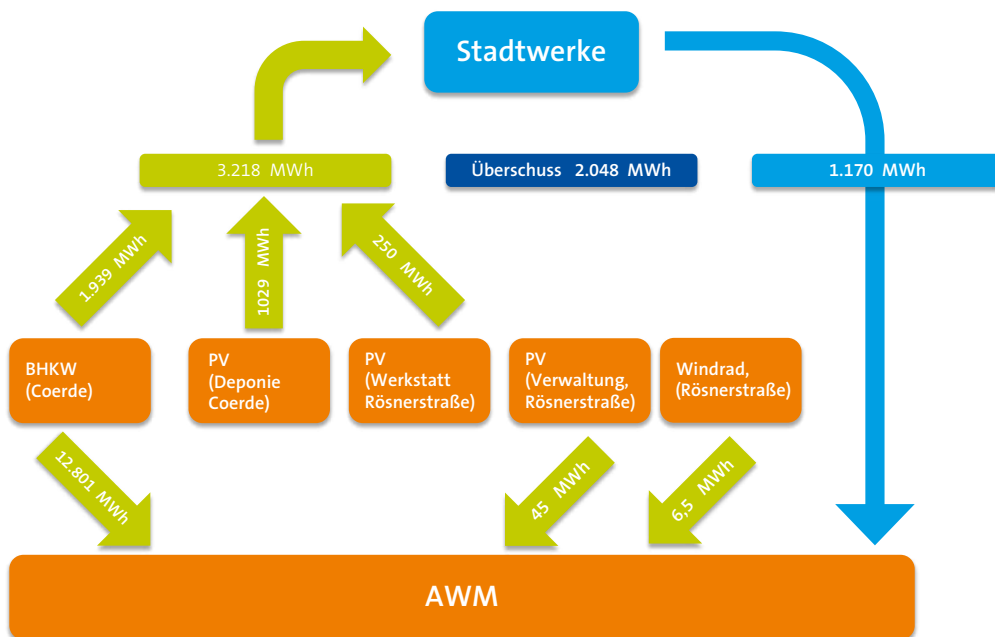 Stadtwerke
3.218 MWh
Überschuss 2.048 MWh
1.170 MWh
1.939 MWh
1029 MWh
250 MWh
BHKW
(Coerde)
PV
(Deponie
Coerde)
PV
(Werkstatt
Rösnerstraße)
PV
(Verwaltung,
Rösnerstraße)
Windrad,
(Rösnerstraße)
12.801 MWh
45 MWh
6,5 MWh
AWM